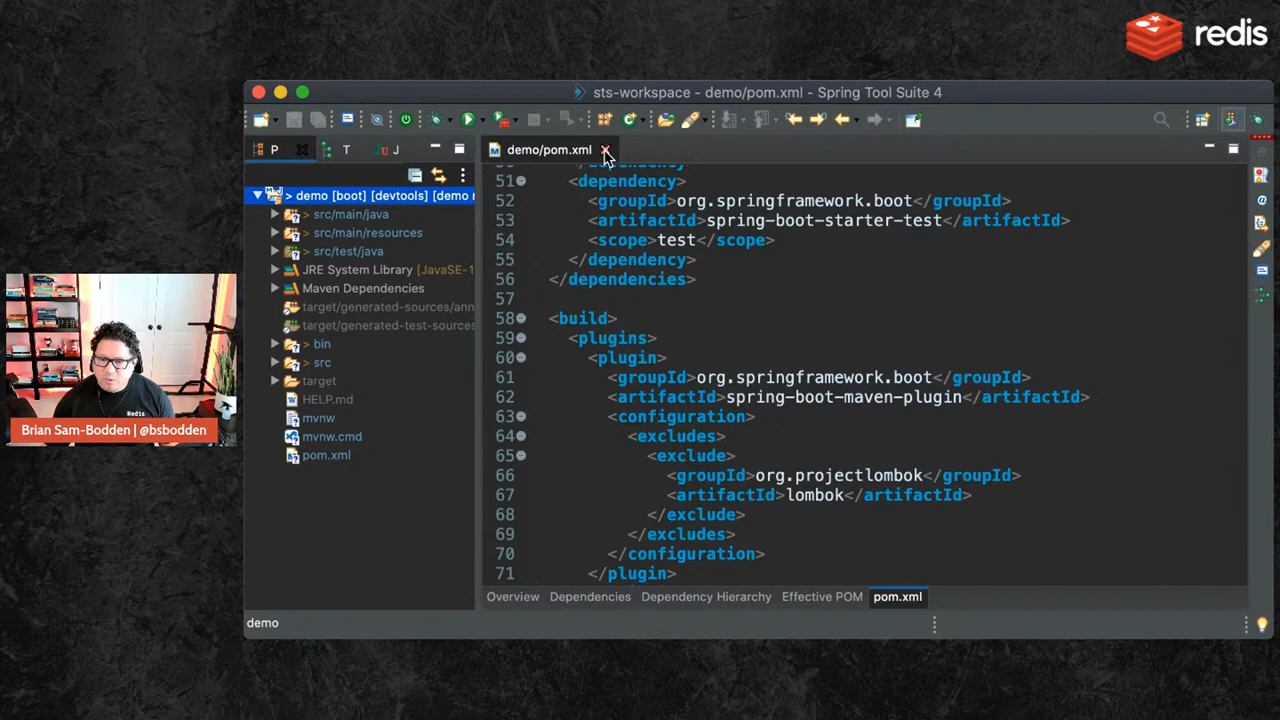 redis
sts-workspace - demo/pom.xml - Spring Tool Suite 4
P
T
J
demo/pom.xml
> demo [boot] [devtools] [demo
> src/main/java
> src/main/resources
> src/test/java
JRE System Library [JavaSE-1
Maven Dependencies
target/generated-sources/ann
target/generated-test-sources
> bin
> src
target
HELP.md
mvnw
mvnw.cmd
pom.xml
51 <dependency>
52 <groupId>org.springframework.boot</groupId>
53 <artifactId>spring-boot-starter-test</artifactId>
54 <scope>test</scope>
55 </dependency>
56 </dependencies>
57
58 <build>
59 <plugins>
60 <plugin>
61 <groupId>org.springframework.boot</groupId>
62 <artifactId>spring-boot-maven-plugin</artifactId>
63 <configuration>
64 <excludes>
65 <exclude>
66 <groupId>org.projectlombok</groupId>
67 <artifactId>lombok</artifactId>
68 </exclude>
69 </excludes>
70 </configuration>
71 </plugin>
Overview Dependencies Dependency Hierarchy Effective POM pom.xml
demo
Redis
Brian Sam-Bodden | @bsbodden